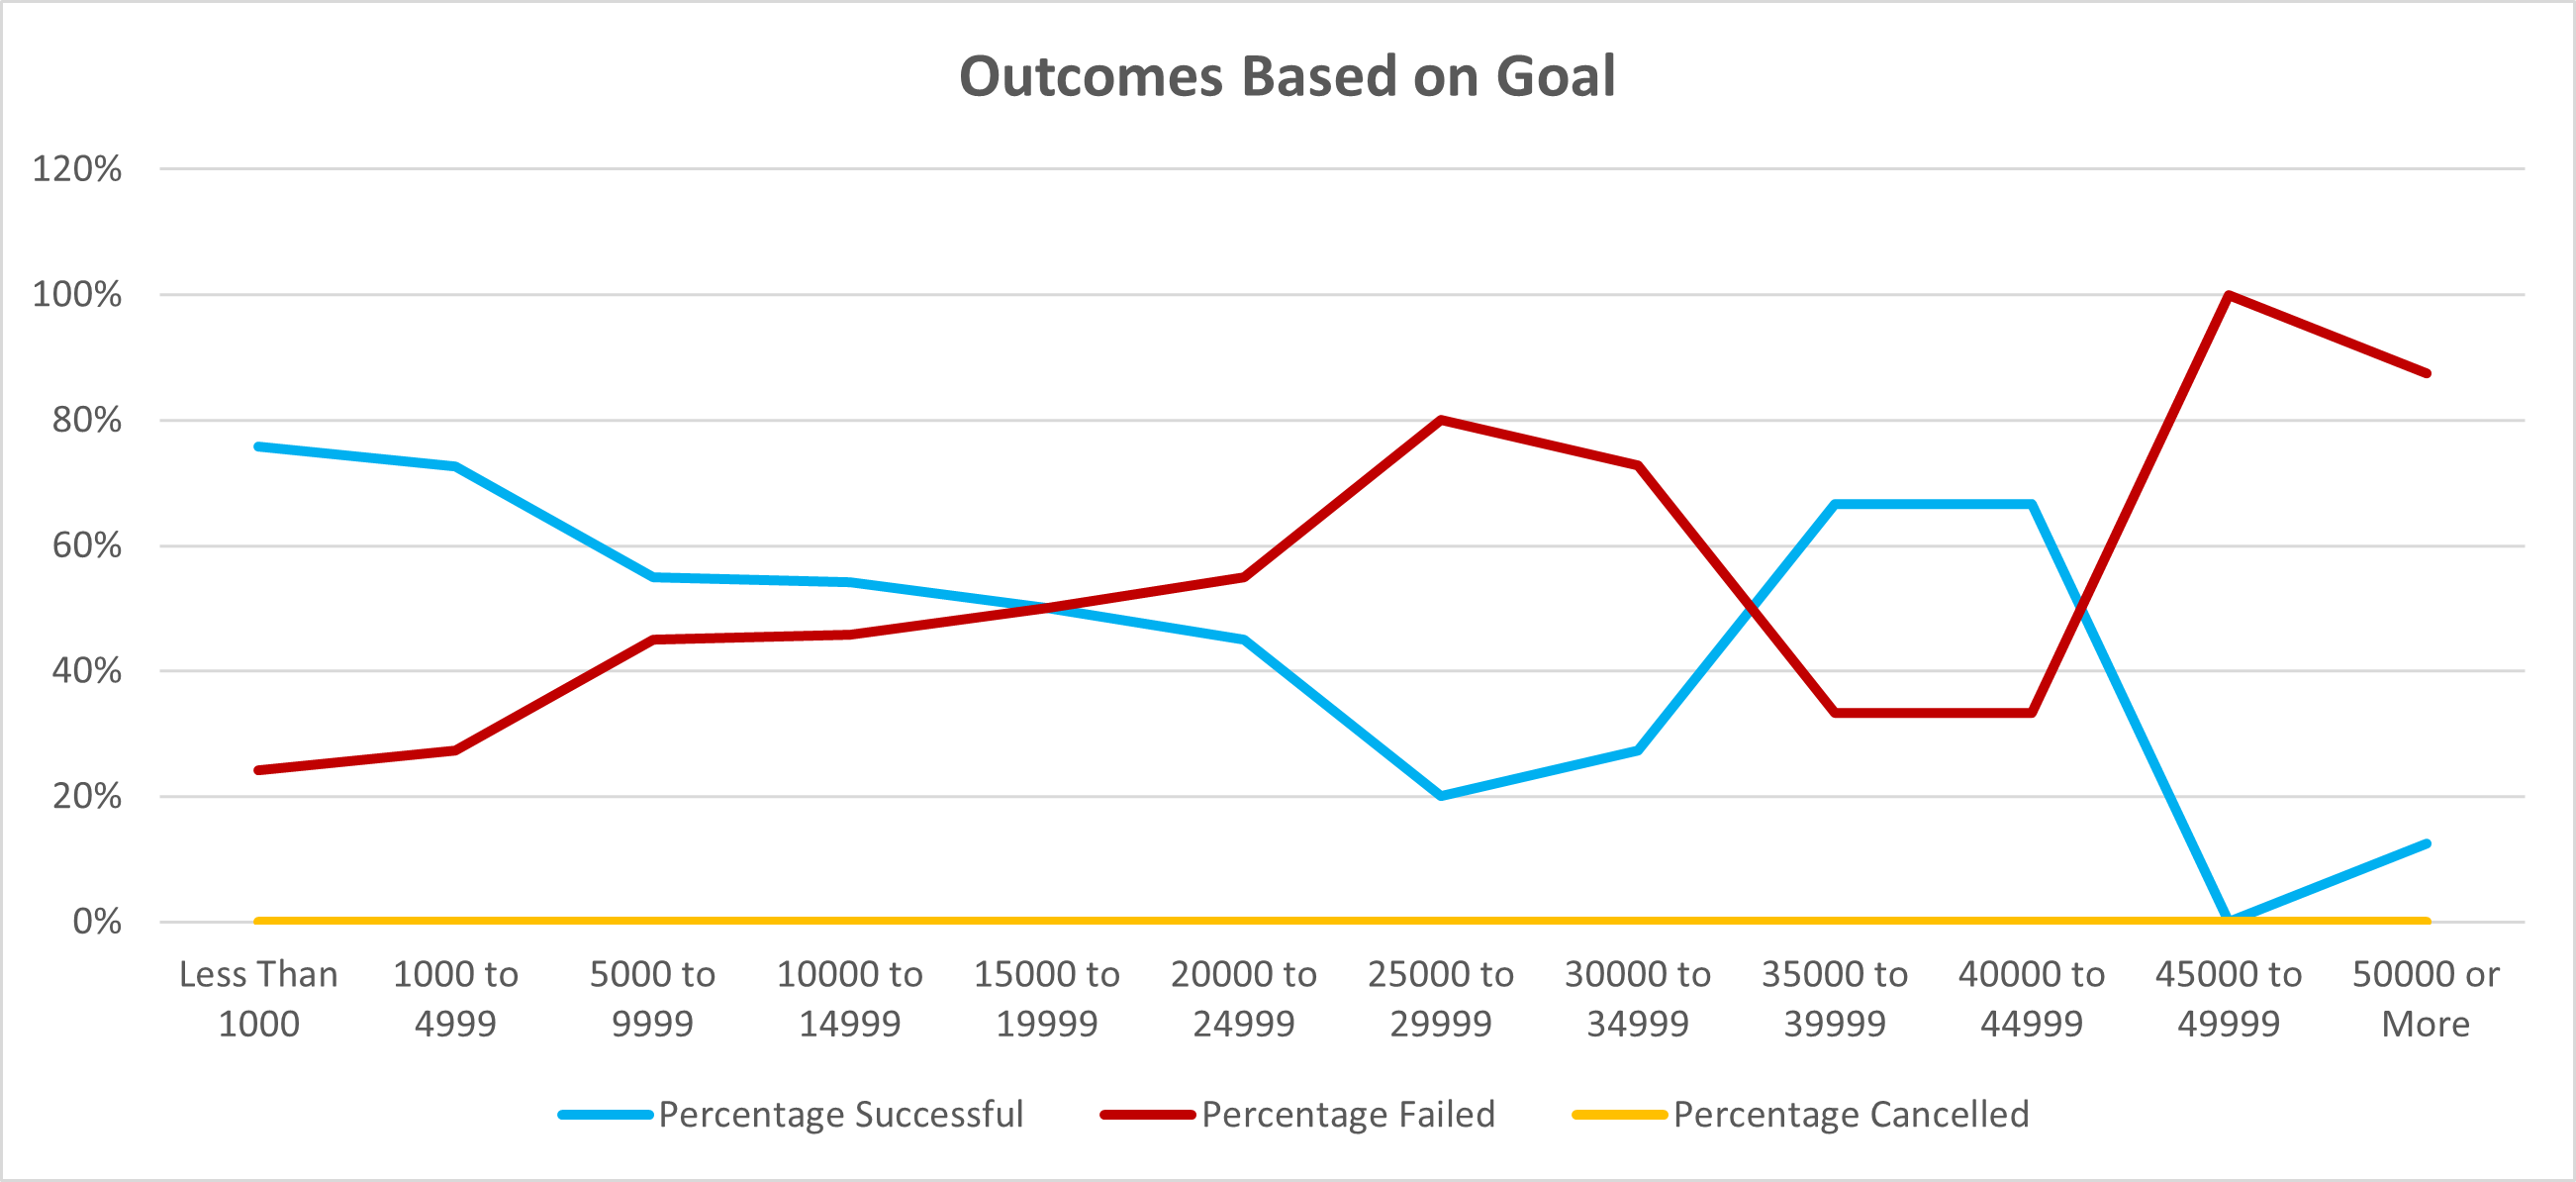 Outcomes Based on Goal
120%
100%
80%
60%
40%
20%
0%
Less Than 1000 to 5000 to 10000 to 15000 to 20000 to 25000 to 30000 to 35000 to 40000 to 45000 to 50000 or
1000 4999 9999 14999 19999 24999 29999 34999 39999 44999 49999 More
Percentage Successful Percentage Failed Percentage Cancelled